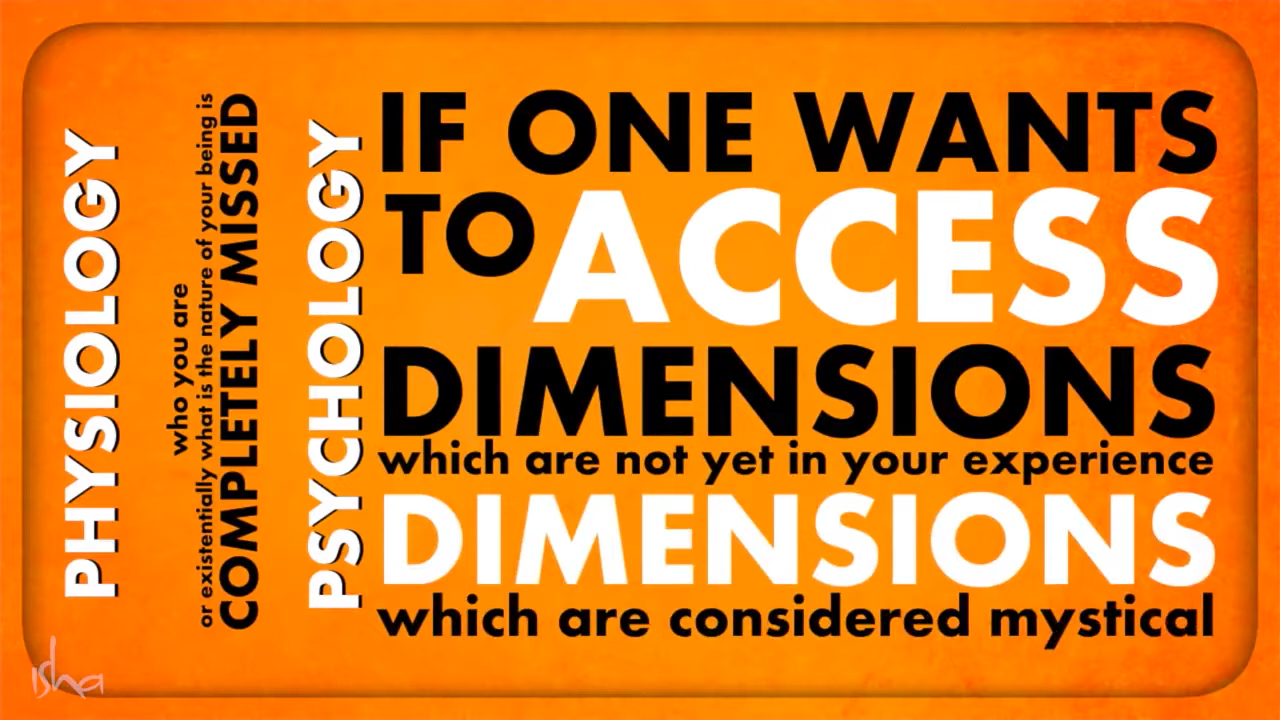 PHYSIOLOGY
who you are
or existentially what is the nature of your being is
COMPLETELY MISSED
PSYCHOLOGY
IF ONE WANTS
TO ACCESS
DIMENSIONS
which are not yet in your experience
DIMENSIONS
which are considered mystical
isha